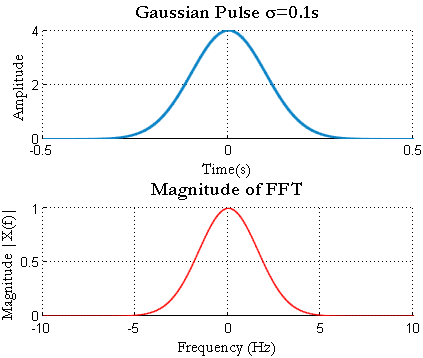 Gaussian Pulse σ=0.1s
4
2
0
Amplitude
-0.5 0 0.5
Time(s)
Magnitude of FFT
1
0.5
0
Magnitude |X(f)|
-10 -5 0 5 10
Frequency (Hz)